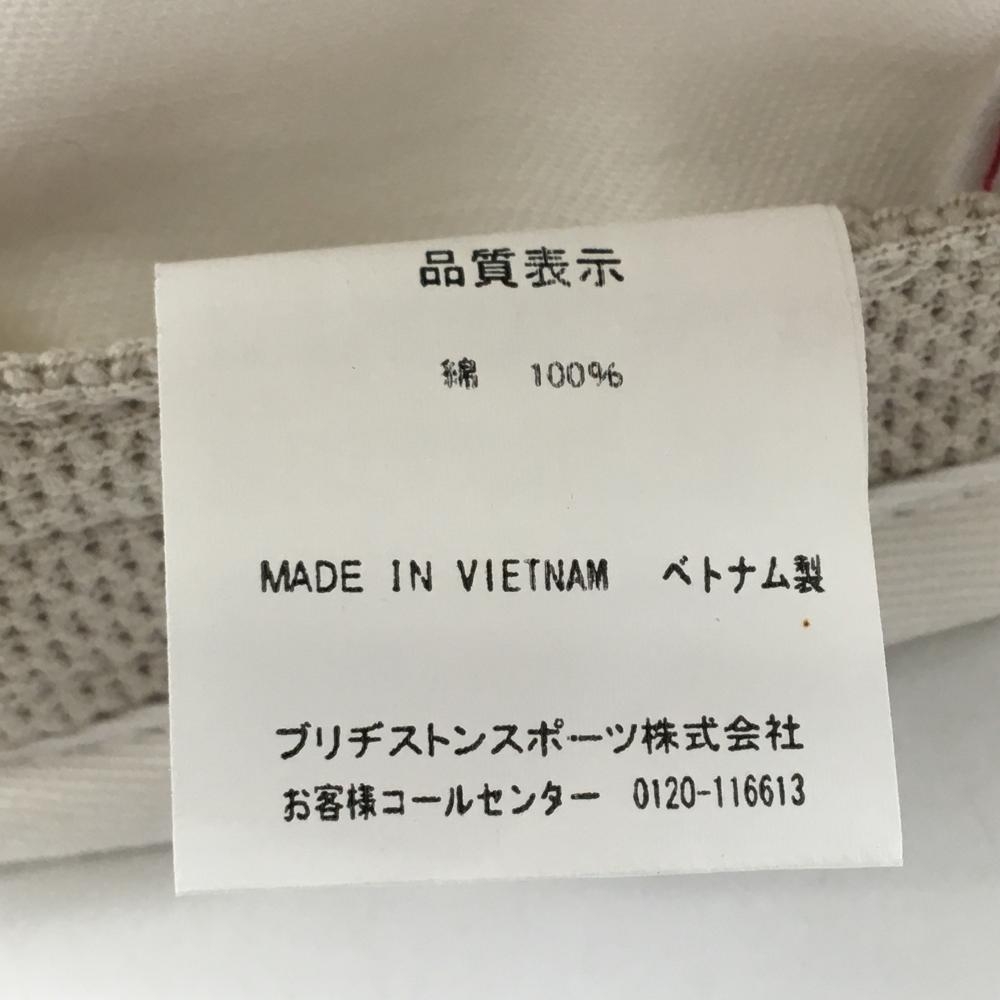 品質表示
綿 100%
MADE IN VIETNAM ベトナム製
ブリヂストンスポーツ株式会社
お客様コールセンター 0120-116613